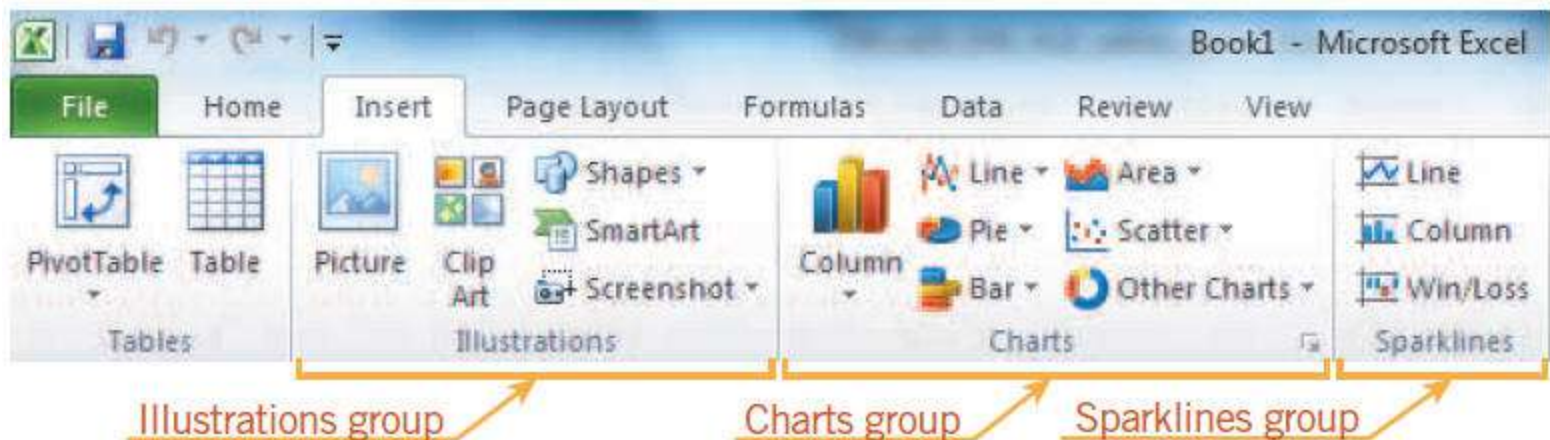 Book1 - Microsoft Excel
File Home Insert Page Layout Formulas Data Review View
PivotTable Table Picture Clip Art Shapes SmartArt Screenshot Column Line Pie Bar Area Scatter Other Charts Line Column Win/Loss
Tables Illustrations Charts Sparklines
Illustrations group Charts group Sparklines group